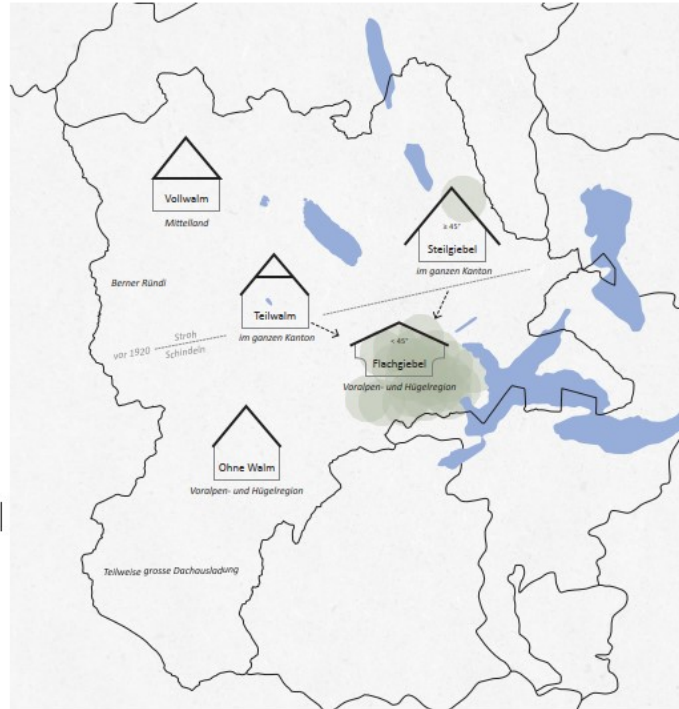 Vollwalm
Mittelland
≥ 45°
Steilgiebel
im ganzen Kanton
Berner Ründi
Teilwalm
im ganzen Kanton
vor 1920
Stroh
Schindeln
< 45°
Flachgiebel
Voralpen- und Hügelregion
Ohne Walm
Voralpen- und Hügelregion
Teilweise grosse Dachausladung